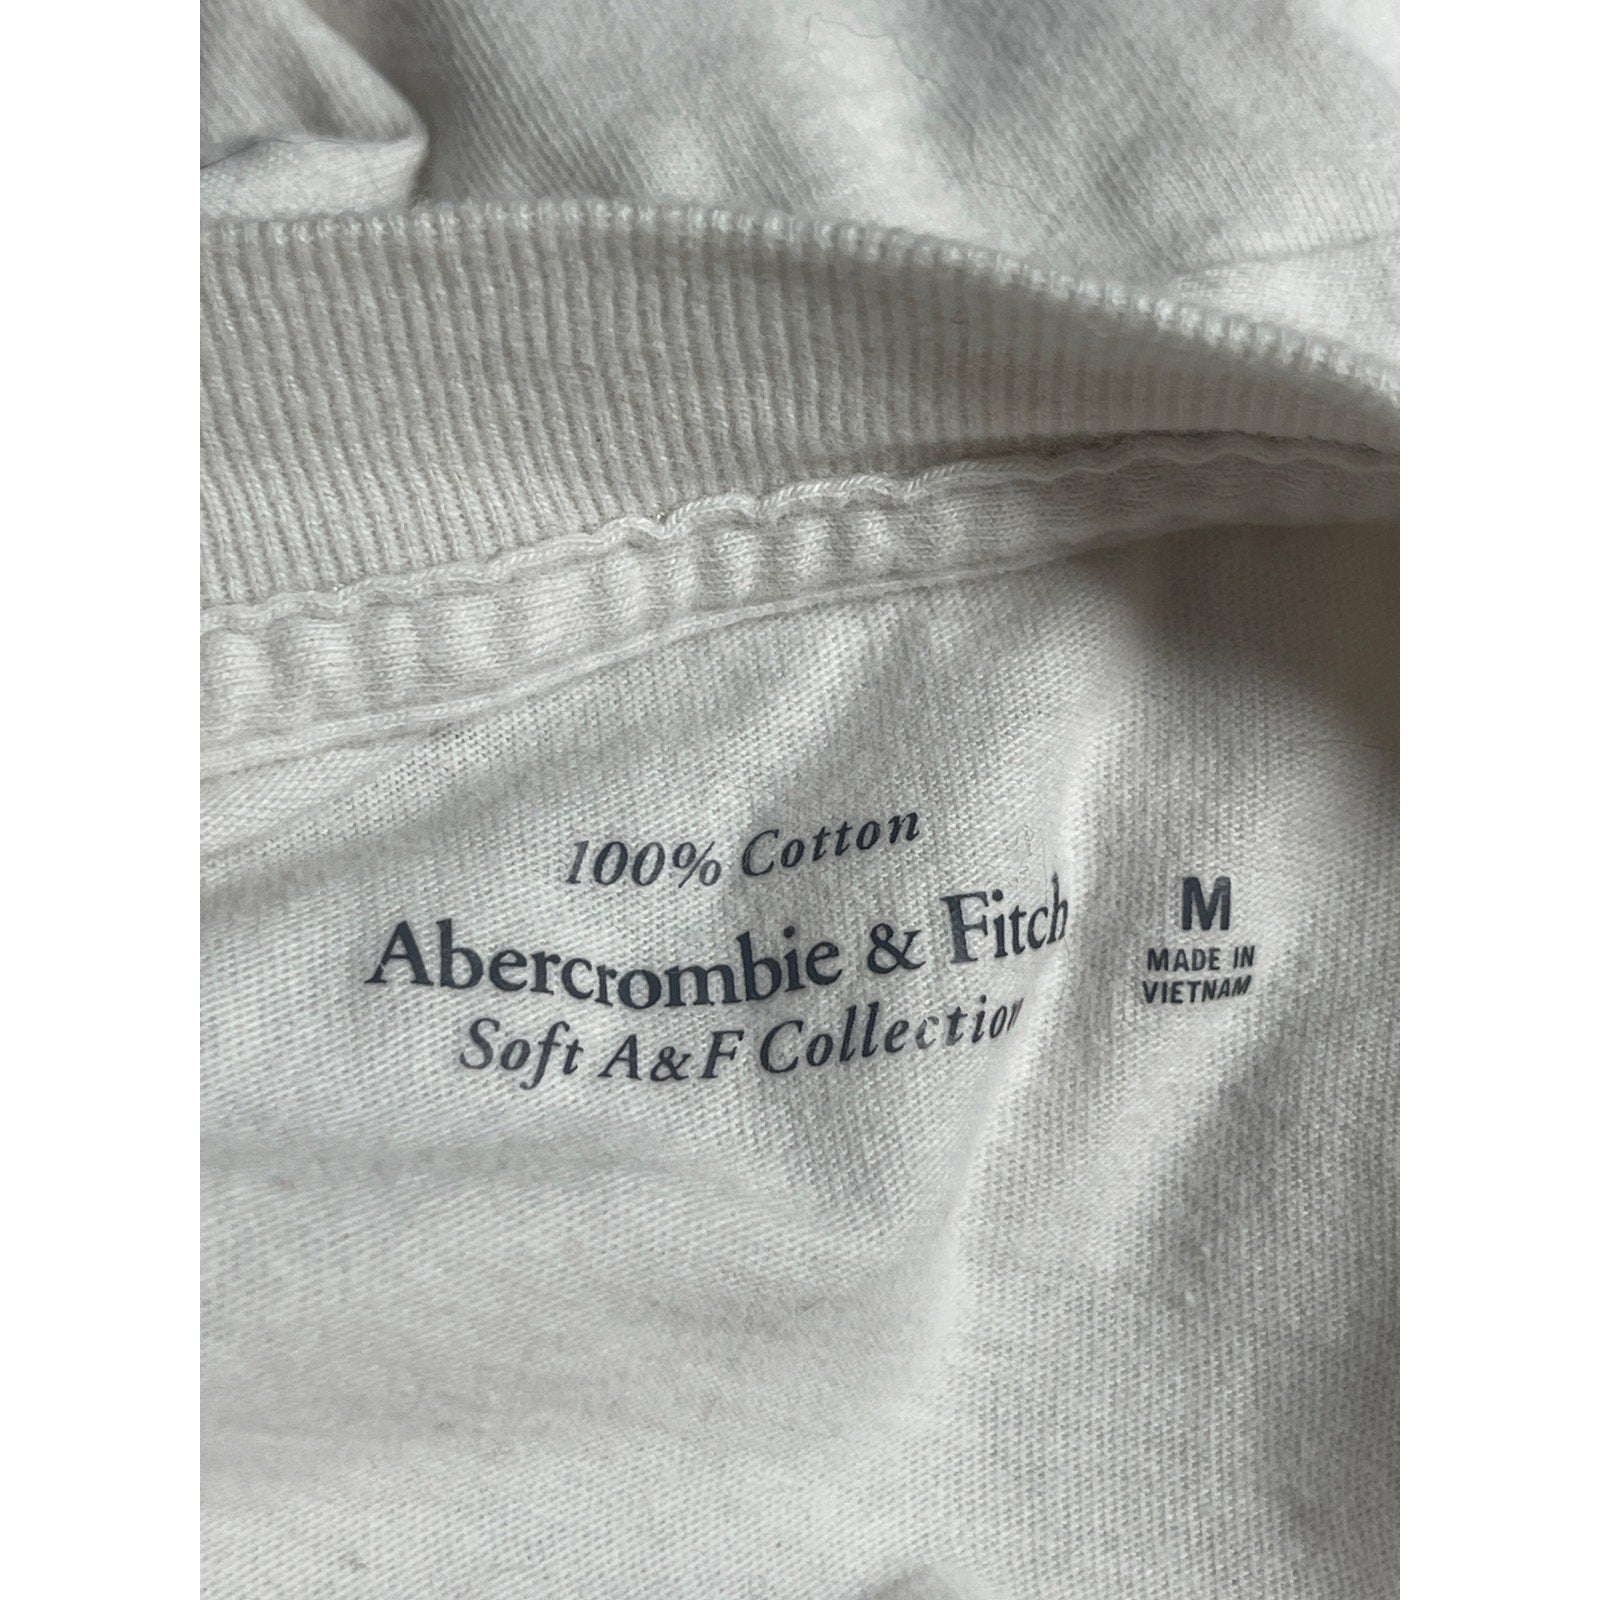 100% Cotton
Abercrombie & Fitch
Soft A&F Collection
M
MADE IN
VIETNAM